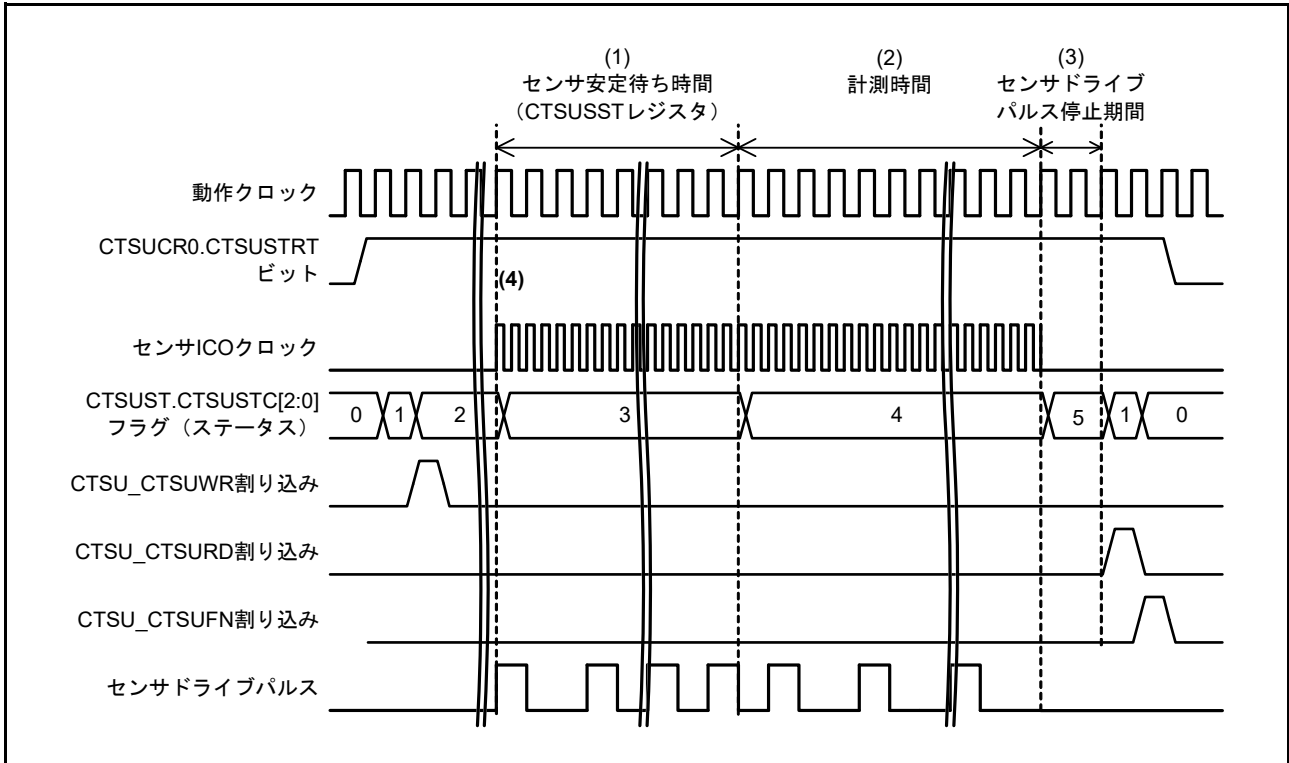 (1)
センサ安定待ち時間
（CTSUSSTレジスタ）
(2)
計測時間
(3)
センサドライブ
パルス停止期間
動作クロック
CTSUCR0.CTSUSTRT
ビット
(4)
センサICOクロック
CTSUST.CTSUSTC[2:0]
フラグ（ステータス）
0 1 2 3 4 5 1 0
CTSU_CTSUWR割り込み
CTSU_CTSURD割り込み
CTSU_CTSUFN割り込み
センサドライブパルス